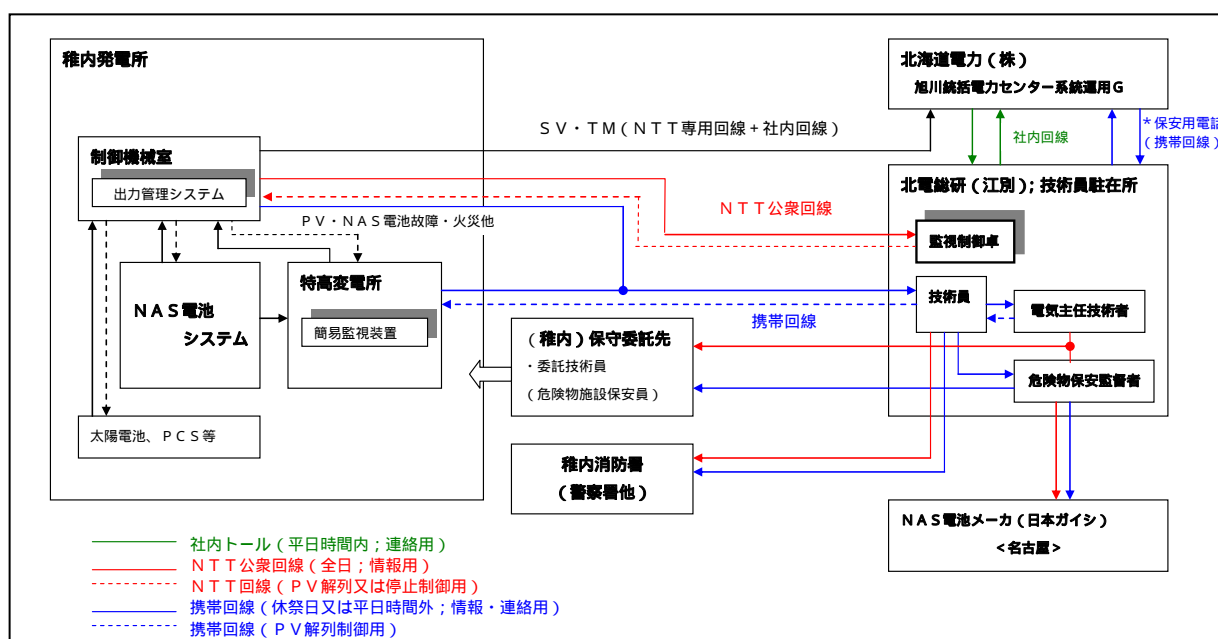 稚内発電所
北海道電力（株）
旭川統括電力センター系統運用Ｇ
ＳＶ・ＴＭ（ＮＴＴ専用回線＋社内回線）
社内回線
*保安用電話
（携帯回線）
制御機械室
出力管理システム
北電総研（江別）；技術員駐在所
ＮＴＴ公衆回線
ＰＶ・ＮＡＳ電池故障・火災他
監視制御卓
ＮＡＳ電池
システム
特高変電所
簡易監視装置
技術員
電気主任技術者
携帯回線
（稚内）保守委託先
・委託技術員
（危険物施設保安員）
危険物保安監督者
太陽電池、ＰＣＳ等
稚内消防署
（警察署他）
ＮＡＳ電池メーカ（日本ガイシ）
＜名古屋＞
社内トール（平日時間内；連絡用）
ＮＴＴ公衆回線（全日；情報用）
ＮＴＴ回線（ＰＶ解列又は停止制御用）
携帯回線（休祭日又は平日時間外；情報・連絡用）
携帯回線（ＰＶ解列制御用）